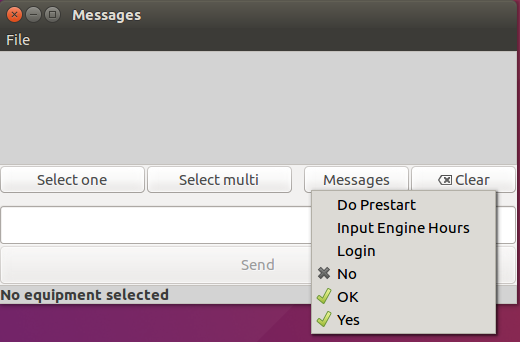 Messages
File
Select one
Select multi
Messages
Clear
Do Prestart
Input Engine Hours
Login
No
OK
Yes
Send
No equipment selected